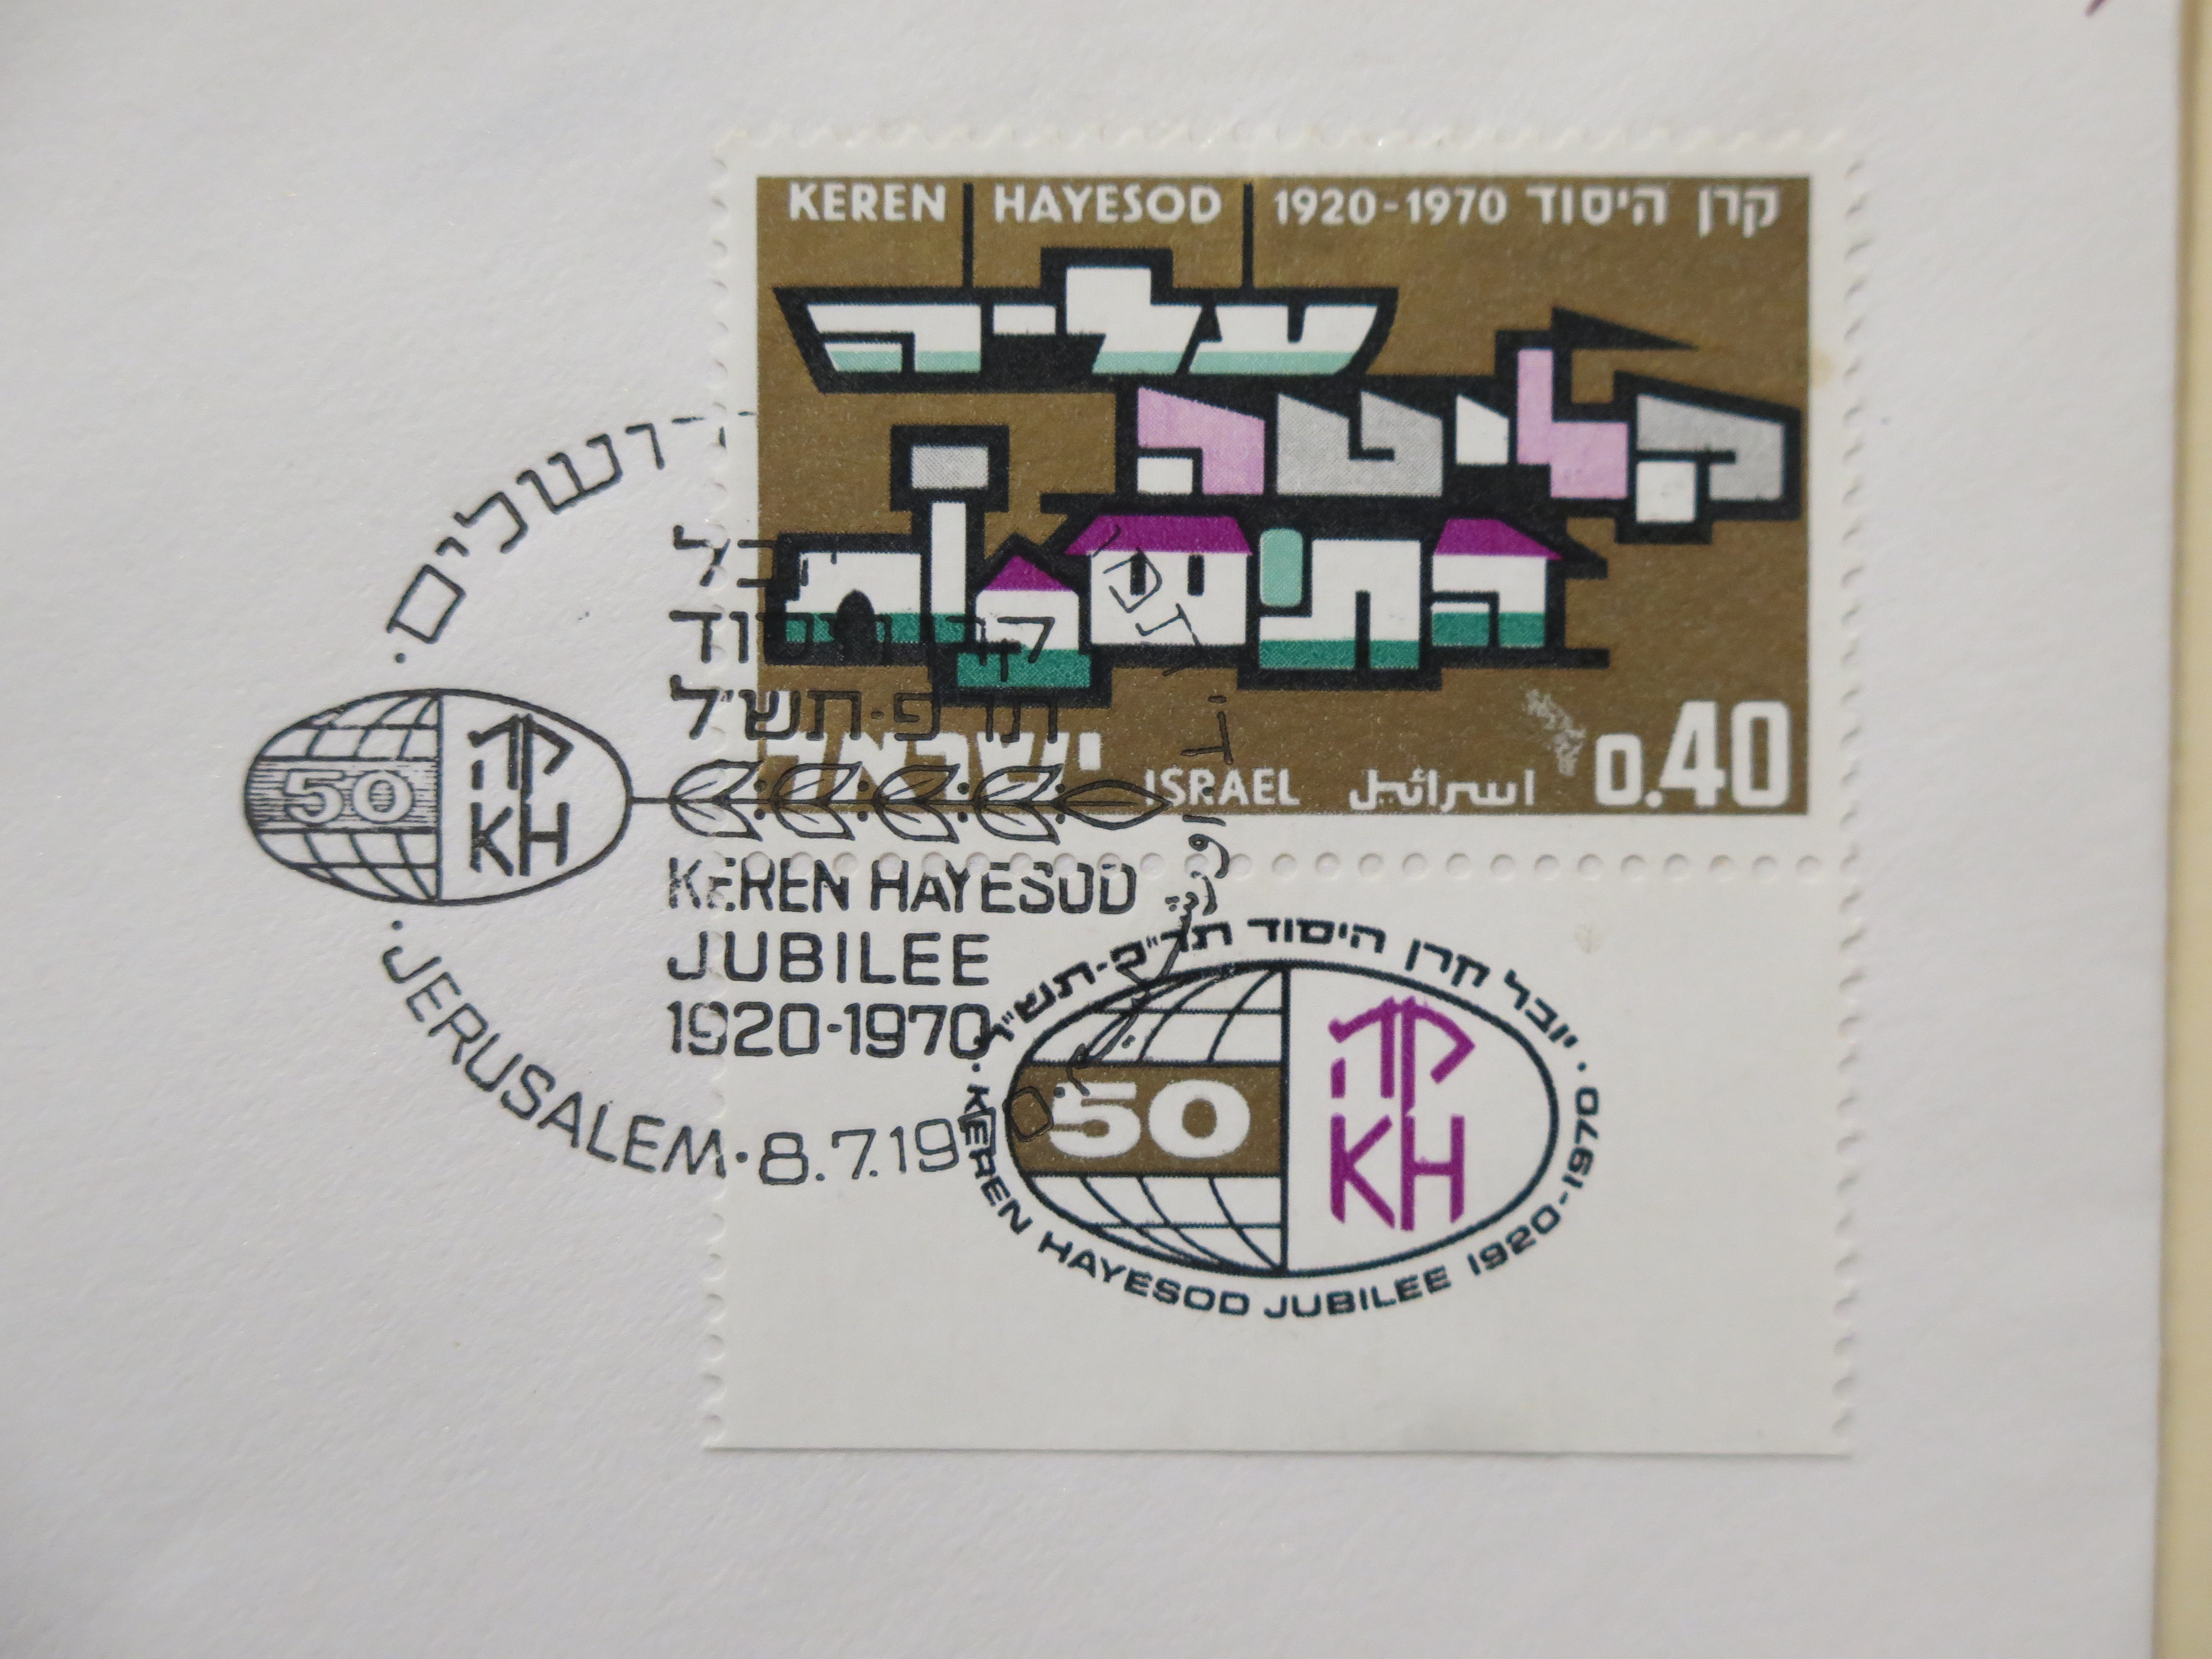 KEREN HAYESOD 1920-1970 קרן היסוד
עליה
קליטה
התישבות
ישראל ISRAEL اسرائيل 0.40
ירושלים
יובל
קרן היסוד
תר״פ-תש״ל
50 קה KH
KEREN HAYESOD
JUBILEE
1920-1970
JERUSALEM · 8.7.1970
יובל קרן היסוד תר״פ-תש״ל
50 קה KH
KEREN HAYESOD JUBILEE 1920-1970